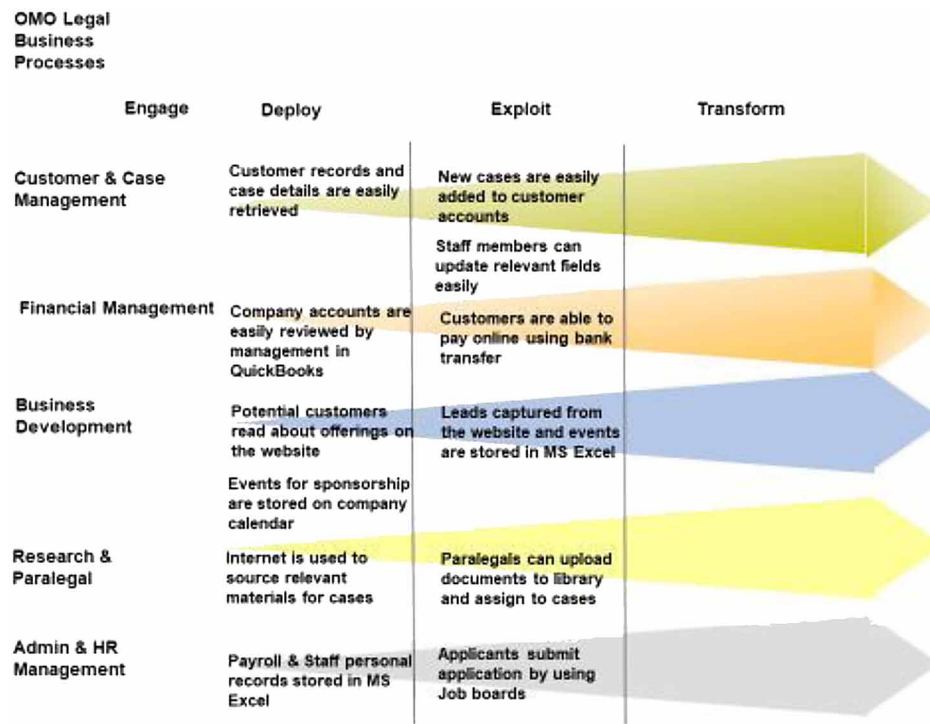 OMO Legal
Business
Processes
Engage
Deploy
Exploit
Transform
Customer & Case
Management
Customer records and
case details are easily
retrieved
New cases are easily
added to customer
accounts
Staff members can
update relevant fields
easily
Financial Management
Company accounts are
easily reviewed by
management in
QuickBooks
Customers are able to
pay online using bank
transfer
Business
Development
Potential customers
read about offerings on
the website
Leads captured from
the website and events
are stored in MS Excel
Events for sponsorship
are stored on company
calendar
Research &
Paralegal
Internet is used to
source relevant
materials for cases
Paralegals can upload
documents to library
and assign to cases
Admin & HR
Management
Payroll & Staff personal
records stored in MS
Excel
Applicants submit
application by using
Job boards